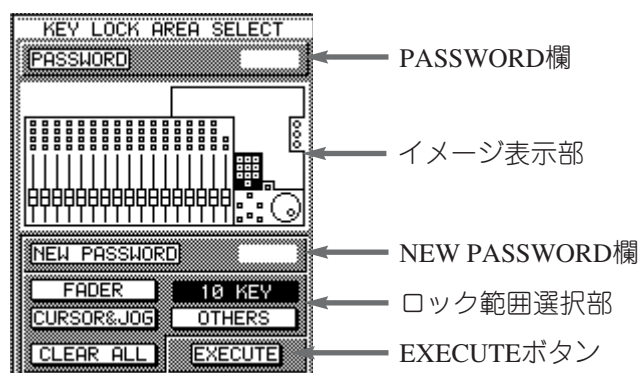 KEY LOCK AREA SELECT
PASSWORD
PASSWORD欄
イメージ表示部
NEW PASSWORD
NEW PASSWORD欄
FADER
10 KEY
ロック範囲選択部
CURSOR&JOG
OTHERS
CLEAR ALL
EXECUTE
EXECUTEボタン